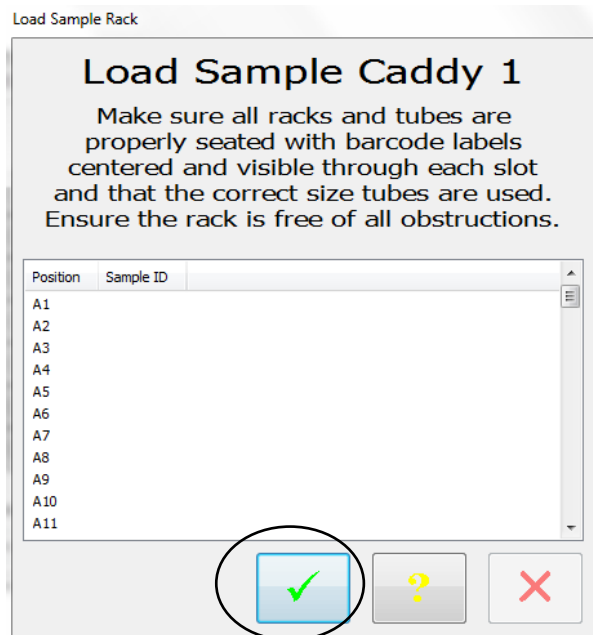 Load Sample Rack
Load Sample Caddy 1
Make sure all racks and tubes are
properly seated with barcode labels
centered and visible through each slot
and that the correct size tubes are used.
Ensure the rack is free of all obstructions.
Position Sample ID
A1
A2
A3
A4
A5
A6
A7
A8
A9
A10
A11
?